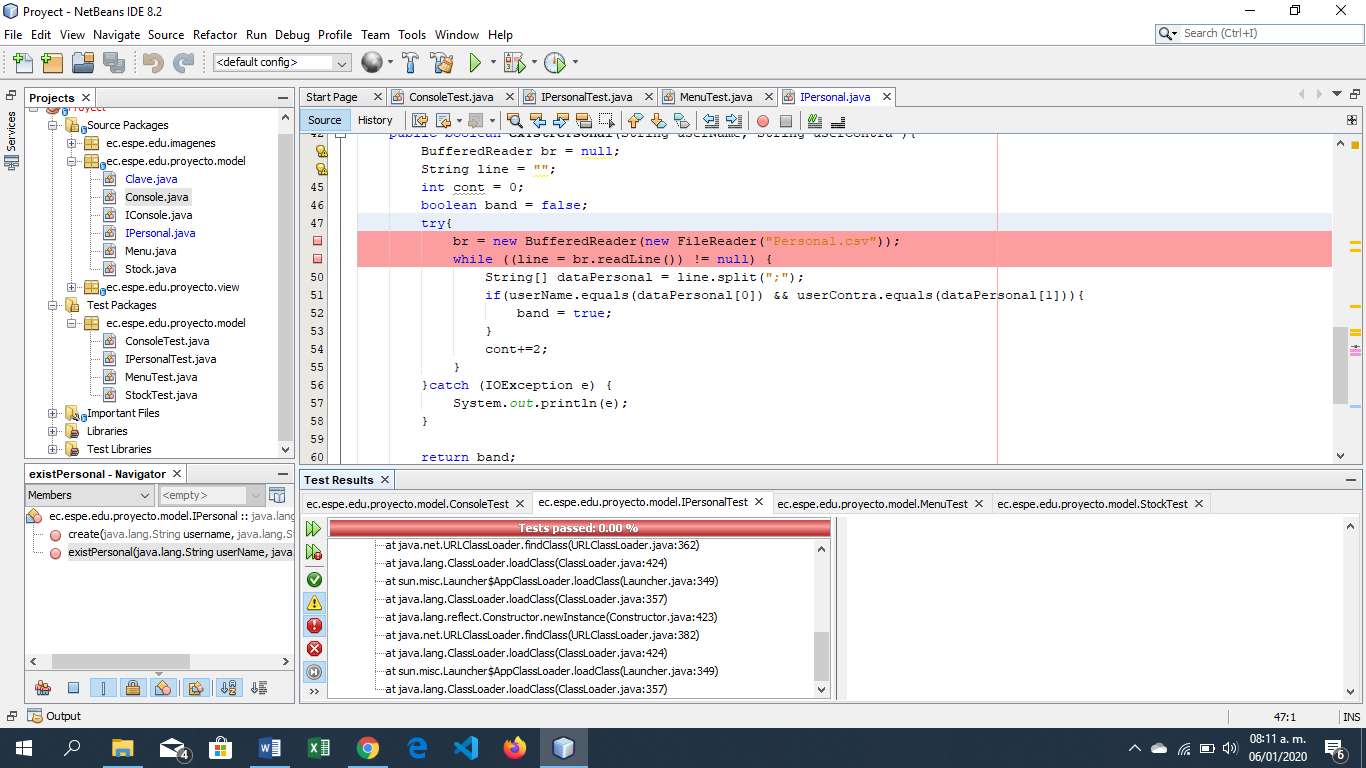 Proyect - NetBeans IDE 8.2
File Edit View Navigate Source Refactor Run Debug Profile Team Tools Window Help
Search (Ctrl+I)
<default config>
Services
Projects
Proyect
Source Packages
ec.espe.edu.imagenes
ec.espe.edu.proyecto.model
Clave.java
Console.java
IConsole.java
IPersonal.java
Menu.java
Stock.java
ec.espe.edu.proyecto.view
Test Packages
ec.espe.edu.proyecto.model
ConsoleTest.java
IPersonalTest.java
MenuTest.java
StockTest.java
Important Files
Libraries
Test Libraries
Start Page ConsoleTest.java IPersonalTest.java MenuTest.java IPersonal.java
Source History
42 public boolean existPersonal(String userName, String userContra ){
BufferedReader br = null;
String line = "";
45 int cont = 0;
46 boolean band = false;
47 try{
br = new BufferedReader(new FileReader("Personal.csv"));
while ((line = br.readLine()) != null) {
50 String[] dataPersonal = line.split(";");
51 if(userName.equals(dataPersonal[0]) && userContra.equals(dataPersonal[1])){
52 band = true;
53 }
54 cont+=2;
55 }
56 }catch (IOException e) {
57 System.out.println(e);
58 }
59
60 return band;
existPersonal - Navigator
Members <empty>
ec.espe.edu.proyecto.model.IPersonal :: java.lang
create(java.lang.String username, java.lang.S
existPersonal(java.lang.String userName, java.
Test Results
ec.espe.edu.proyecto.model.ConsoleTest ec.espe.edu.proyecto.model.IPersonalTest ec.espe.edu.proyecto.model.MenuTest ec.espe.edu.proyecto.model.StockTest
Tests passed: 0.00 %
at java.net.URLClassLoader.findClass(URLClassLoader.java:362)
at java.lang.ClassLoader.loadClass(ClassLoader.java:424)
at sun.misc.Launcher$AppClassLoader.loadClass(Launcher.java:349)
at java.lang.ClassLoader.loadClass(ClassLoader.java:357)
at java.lang.reflect.Constructor.newInstance(Constructor.java:423)
at java.net.URLClassLoader.findClass(URLClassLoader.java:382)
at java.lang.ClassLoader.loadClass(ClassLoader.java:424)
at sun.misc.Launcher$AppClassLoader.loadClass(Launcher.java:349)
at java.lang.ClassLoader.loadClass(ClassLoader.java:357)
Output
47:1 INS
4
08:11 a. m.
06/01/2020
6